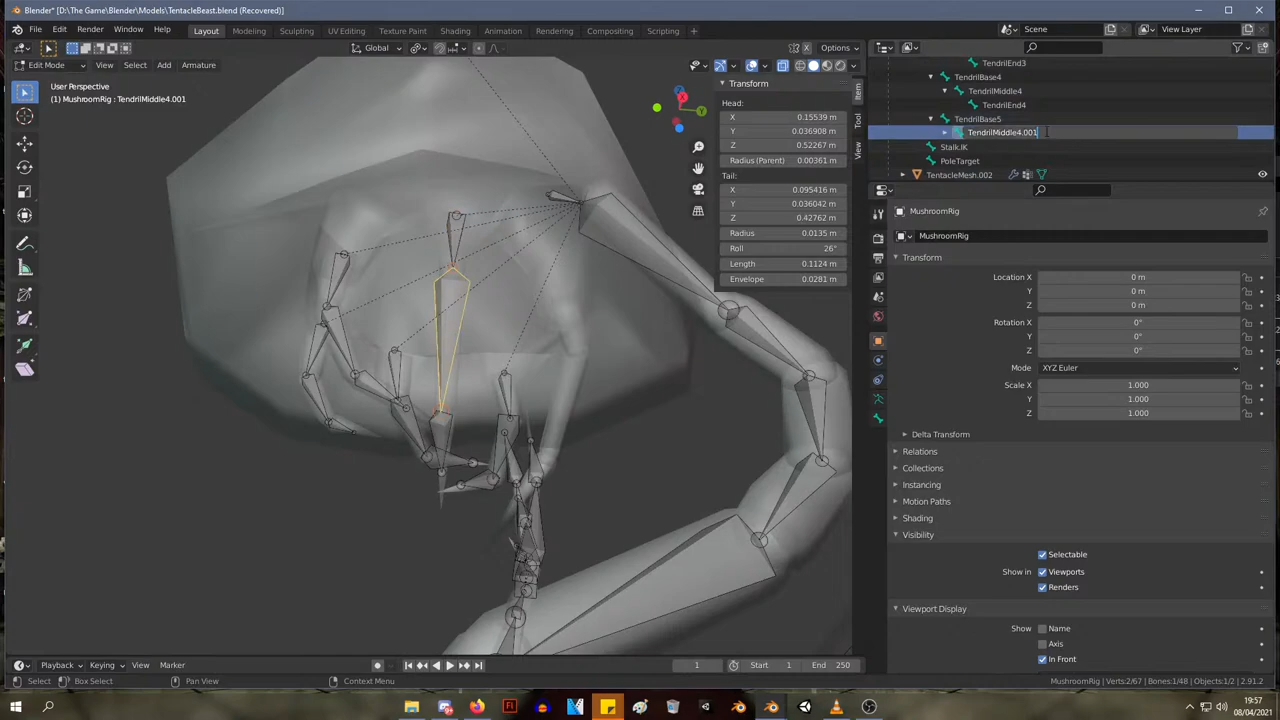 Blender* [D:\The Game\Blender\Models\TentacleBeast.blend (Recovered)]
File Edit Render Window Help Layout Modeling Sculpting UV Editing Texture Paint Shading Animation Rendering Compositing Scripting + Scene View Layer
Global Options
Edit Mode View Select Add Armature
User Perspective
(1) MushroomRig : TendrilMiddle4.001
Transform
Head:
X 0.15539 m
Y 0.036908 m
Z 0.52267 m
Radius (Parent) 0.00361 m
Tail:
X 0.095416 m
Y 0.036042 m
Z 0.42762 m
Radius 0.0135 m
Roll 26°
Length 0.1124 m
Envelope 0.0281 m
Item
Tool
View
TendrilEnd3
TendrilBase4
TendrilMiddle4
TendrilEnd4
TendrilBase5
TendrilMiddle4.001
Stalk.IK
PoleTarget
TentacleMesh.002
MushroomRig
MushroomRig
Transform
Location X 0 m
Y 0 m
Z 0 m
Rotation X 0°
Y 0°
Z 0°
Mode XYZ Euler
Scale X 1.000
Y 1.000
Z 1.000
Delta Transform
Relations
Collections
Instancing
Motion Paths
Shading
Visibility
Selectable
Show in Viewports
Renders
Viewport Display
Show Name
Axis
In Front
Playback Keying View Marker 1 Start 1 End 250
Select Box Select Pan View Context Menu MushroomRig | Verts:2/67 | Bones:1/48 | Objects:1/2 | 2.91.2
19:57
08/04/2021